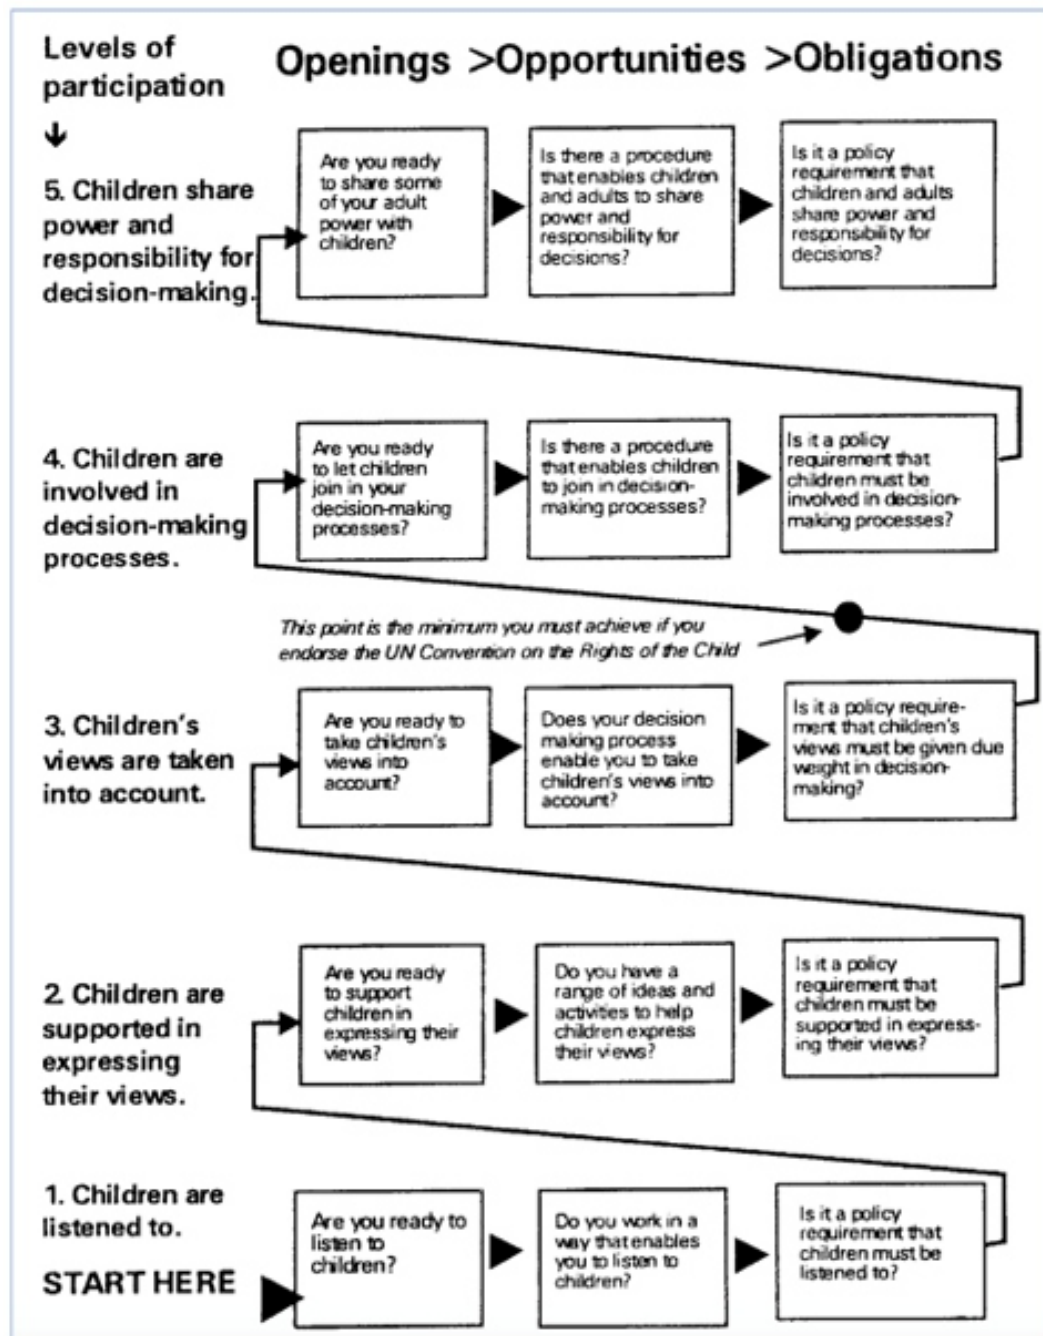 Levels of
participation
Openings >Opportunities >Obligations
5. Children share
power and
responsibility for
decision-making.
Are you ready
to share some
of your adult
power with
children?
Is there a procedure
that enables children
and adults to share
power and
responsibility for
decisions?
Is it a policy
requirement that
children and adults
share power and
responsibility for
decisions?
4. Children are
involved in
decision-making
processes.
Are you ready
to let children
join in your
decision-making
processes?
Is there a procedure
that enables children
to join in decision-
making processes?
Is it a policy
requirement that
children must be
involved in decision-
making processes?
This point is the minimum you must achieve if you
endorse the UN Convention on the Rights of the Child
3. Children's
views are taken
into account.
Are you ready to
take children's
views into
account?
Does your decision
making process
enable you to take
children's views into
account?
Is it a policy require-
ment that children's
views must be given due
weight in decision-
making?
2. Children are
supported in
expressing
their views.
Are you ready
to support
children in
expressing their
views?
Do you have a
range of ideas and
activities to help
children express
their views?
Is it a policy
requirement that
children must be
supported in express-
ing their views?
1. Children are
listened to.
START HERE
Are you ready to
listen to
children?
Do you work in a
way that enables
you to listen to
children?
Is it a policy
requirement that
children must be
listened to?